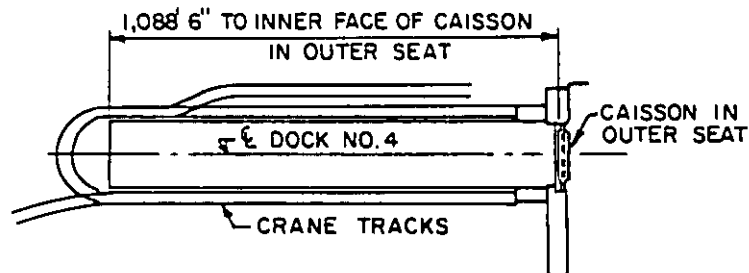 1,088' 6" TO INNER FACE OF CAISSON
IN OUTER SEAT
CAISSON IN
OUTER SEAT
℄ DOCK NO. 4
CRANE TRACKS